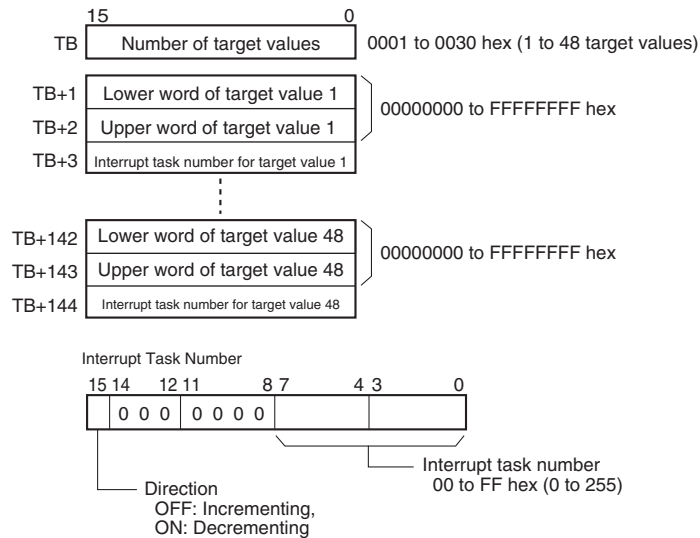 15 0
TB Number of target values 0001 to 0030 hex (1 to 48 target values)
TB+1 Lower word of target value 1
00000000 to FFFFFFFF hex
TB+2 Upper word of target value 1
TB+3 Interrupt task number for target value 1
TB+142 Lower word of target value 48
00000000 to FFFFFFFF hex
TB+143 Upper word of target value 48
TB+144 Interrupt task number for target value 48
Interrupt Task Number
15 14 12 11 8 7 4 3 0
0 0 0 0 0 0 0
Interrupt task number
00 to FF hex (0 to 255)
Direction
OFF: Incrementing,
ON: Decrementing